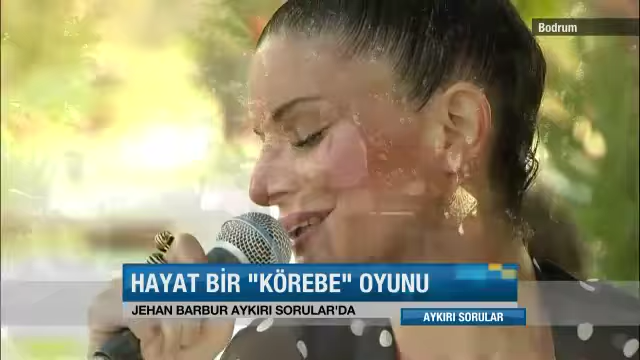 Bodrum
HAYAT BİR "KÖREBE" OYUNU
JEHAN BARBUR AYKIRI SORULAR'DA
AYKIRI SORULAR